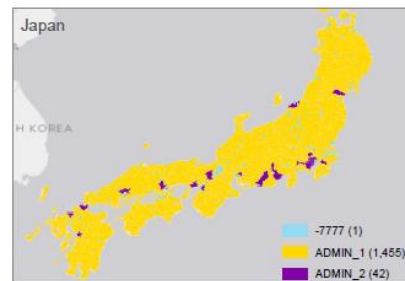 Japan
H KOREA
-7777 (1)
ADMIN_1 (1,455)
ADMIN_2 (42)